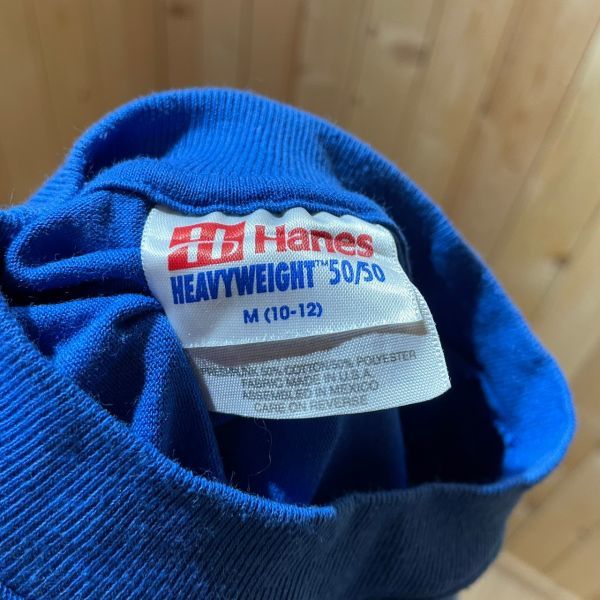 Hanes
HEAVYWEIGHT™ 50/50
M (10-12)
50% COTTON 50% POLYESTER
FABRIC MADE IN U.S.A.
ASSEMBLED IN MEXICO
CARE ON REVERSE